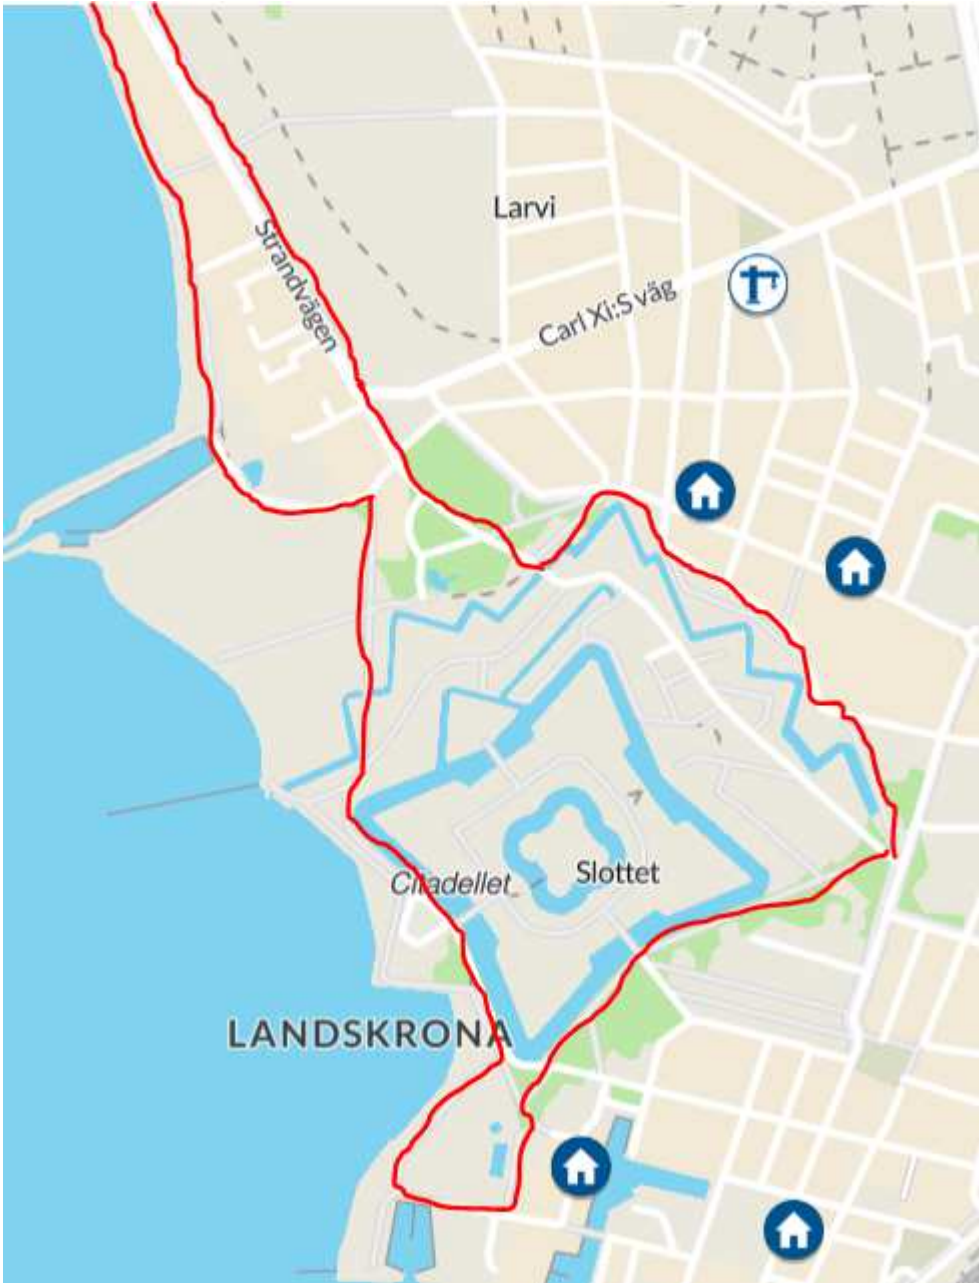 Larvi
Strandvägen
Carl Xi:S väg
Slottet
Citadellet
LANDSKRONA